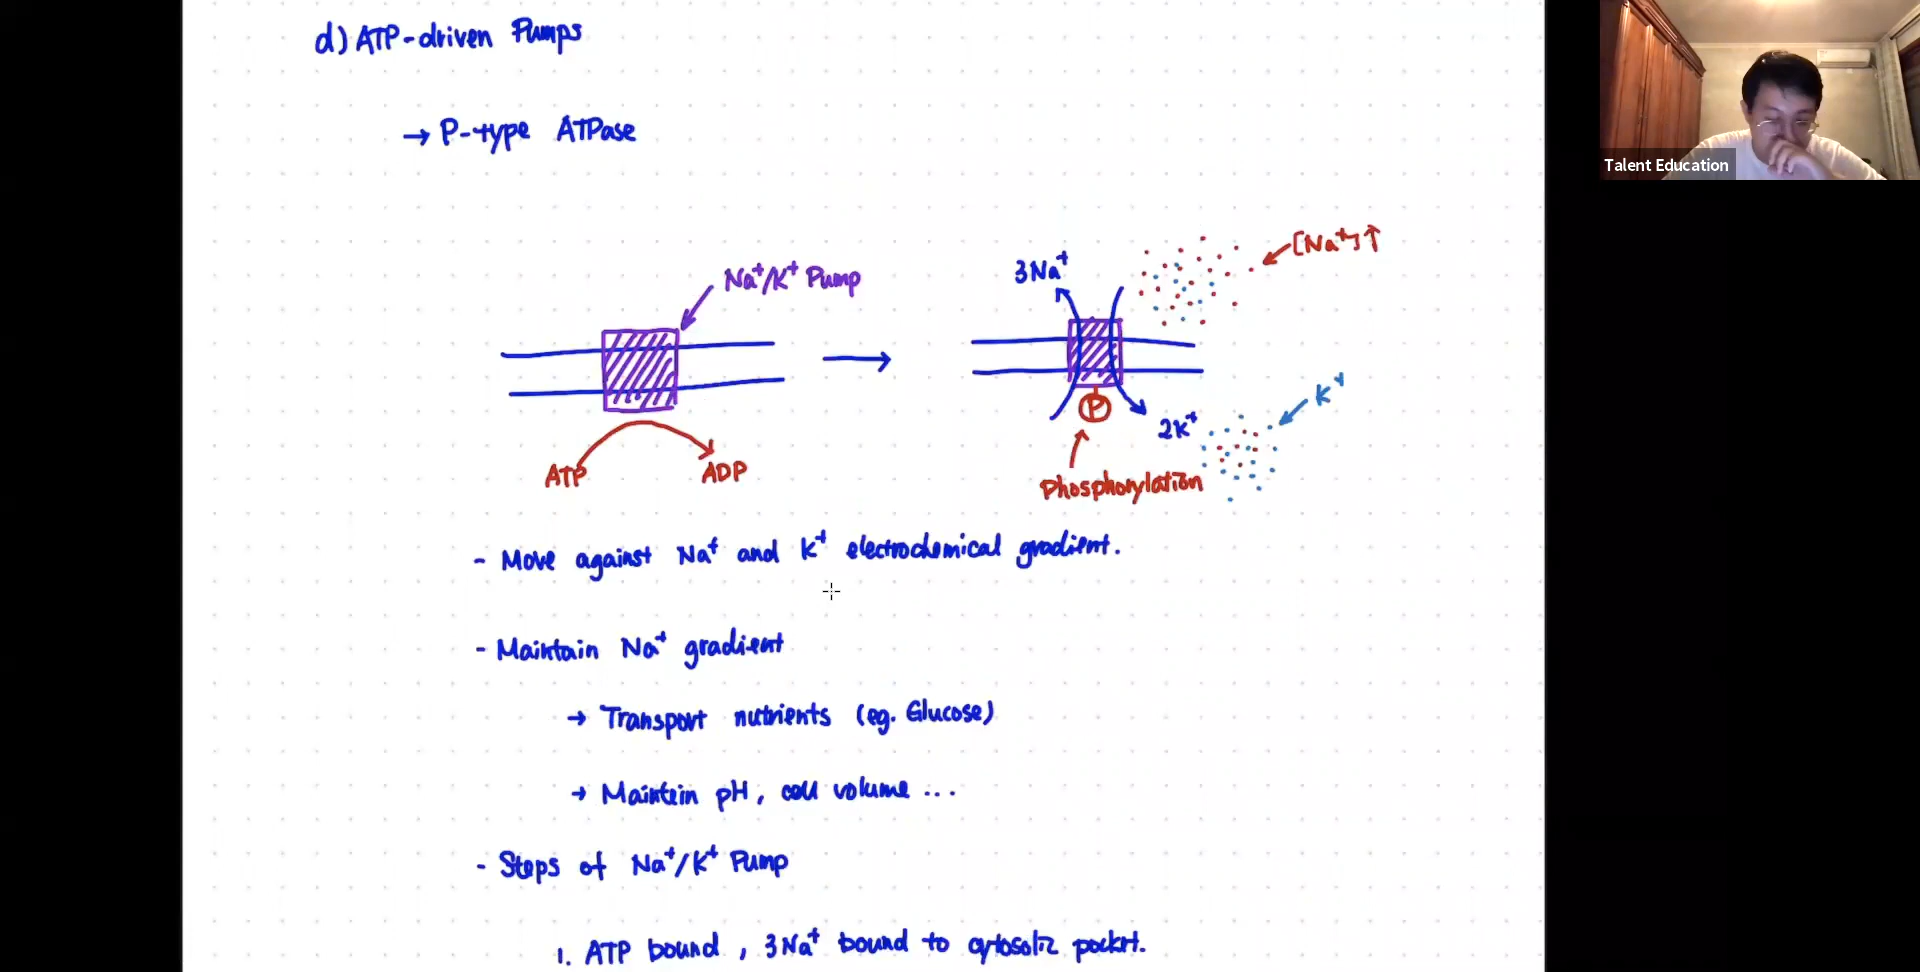 d) ATP-driven Pumps
→ P-type ATPase
Talent Education
Na⁺/K⁺ Pump
3Na⁺
[Na⁺]↑
K⁺
P
2K⁺
ATP
ADP
Phosphorylation
- Move against Na⁺ and K⁺ electrochemical gradient.
- Maintain Na⁺ gradient
→ Transport nutrients (eg. Glucose)
→ Maintain pH, cell volume ...
- Steps of Na⁺/K⁺ Pump
1. ATP bound, 3Na⁺ bound to cytosolic pocket.